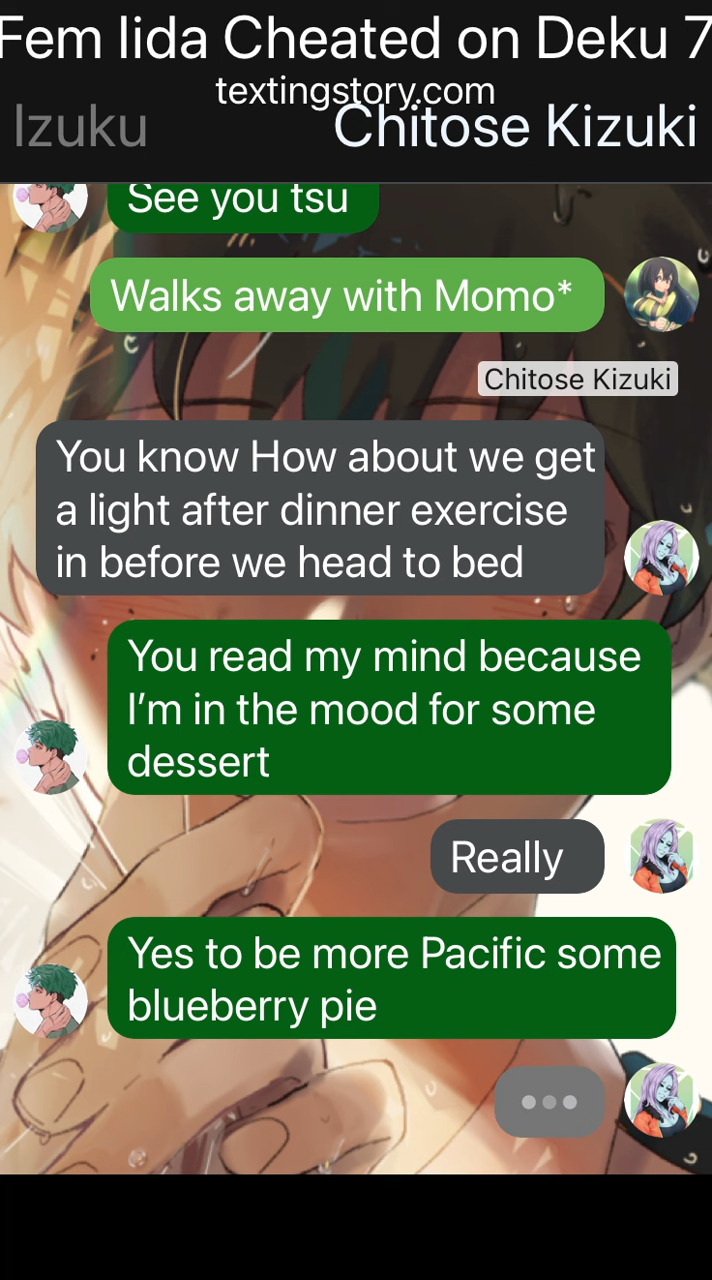 Fem Iida Cheated on Deku 7
textingstory.com
Izuku
Chitose Kizuki
See you tsu
Walks away with Momo*
Chitose Kizuki
You know How about we get
a light after dinner exercise
in before we head to bed
You read my mind because
I’m in the mood for some
dessert
Really
Yes to be more Pacific some
blueberry pie